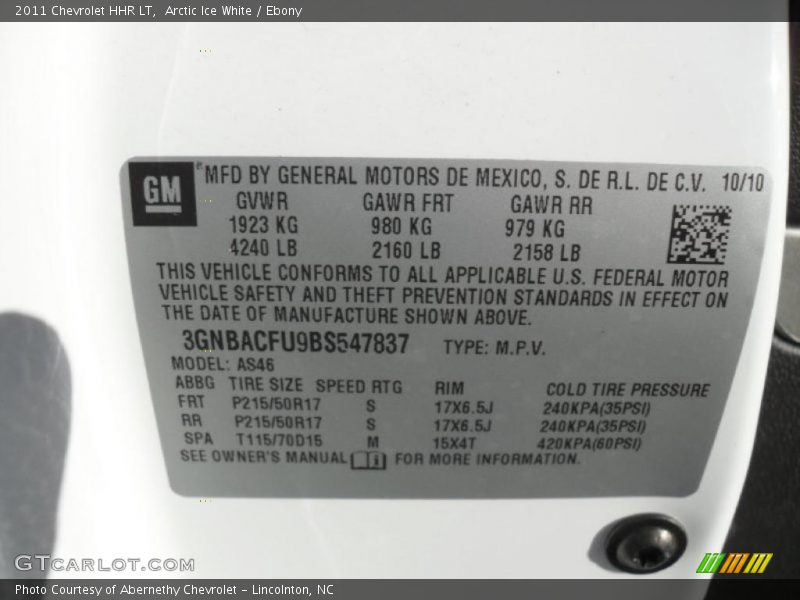 2011 Chevrolet HHR LT, Arctic Ice White / Ebony
GM ® MFD BY GENERAL MOTORS DE MEXICO, S. DE R.L. DE C.V. 10/10
GVWR GAWR FRT GAWR RR
1923 KG 980 KG 979 KG
4240 LB 2160 LB 2158 LB
THIS VEHICLE CONFORMS TO ALL APPLICABLE U.S. FEDERAL MOTOR
VEHICLE SAFETY AND THEFT PREVENTION STANDARDS IN EFFECT ON
THE DATE OF MANUFACTURE SHOWN ABOVE.
3GNBACFU9BS547837 TYPE: M.P.V.
MODEL: AS46
ABBG TIRE SIZE SPEED RTG RIM COLD TIRE PRESSURE
FRT P215/50R17 S 17X6.5J 240KPA(35PSI)
RR P215/50R17 S 17X6.5J 240KPA(35PSI)
SPA T115/70D15 M 15X4T 420KPA(60PSI)
SEE OWNER'S MANUAL FOR MORE INFORMATION.
GTCARLOT.COM
Photo Courtesy of Abernethy Chevrolet - Lincolnton, NC